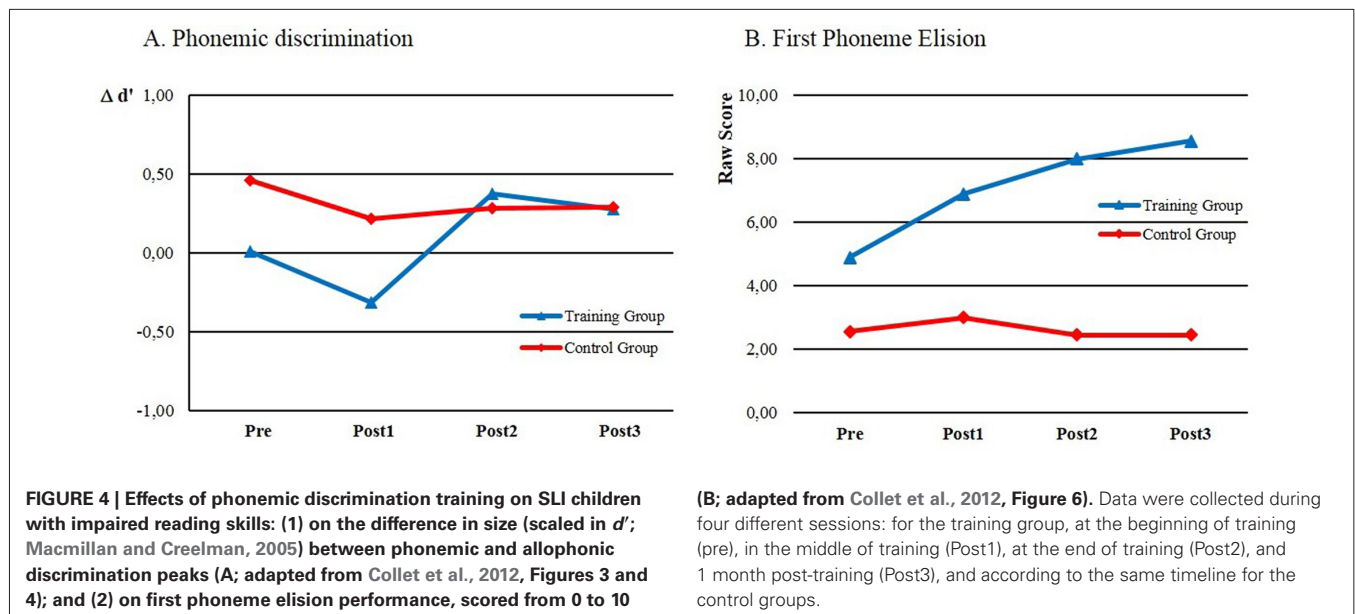 A. Phonemic discrimination
Δ d'
1,00
0,50
0,00
-0,50
-1,00
Training Group
Control Group
Pre Post1 Post2 Post3
B. First Phoneme Elision
Raw Score
10,00
8,00
6,00
4,00
2,00
0,00
Training Group
Control Group
Pre Post1 Post2 Post3
FIGURE 4 | Effects of phonemic discrimination training on SLI children
with impaired reading skills: (1) on the difference in size (scaled in d′;
Macmillan and Creelman, 2005) between phonemic and allophonic
discrimination peaks (A; adapted from Collet et al., 2012, Figures 3 and
4); and (2) on first phoneme elision performance, scored from 0 to 10
(B; adapted from Collet et al., 2012, Figure 6). Data were collected during
four different sessions: for the training group, at the beginning of training
(pre), in the middle of training (Post1), at the end of training (Post2), and
1 month post-training (Post3), and according to the same timeline for the
control groups.